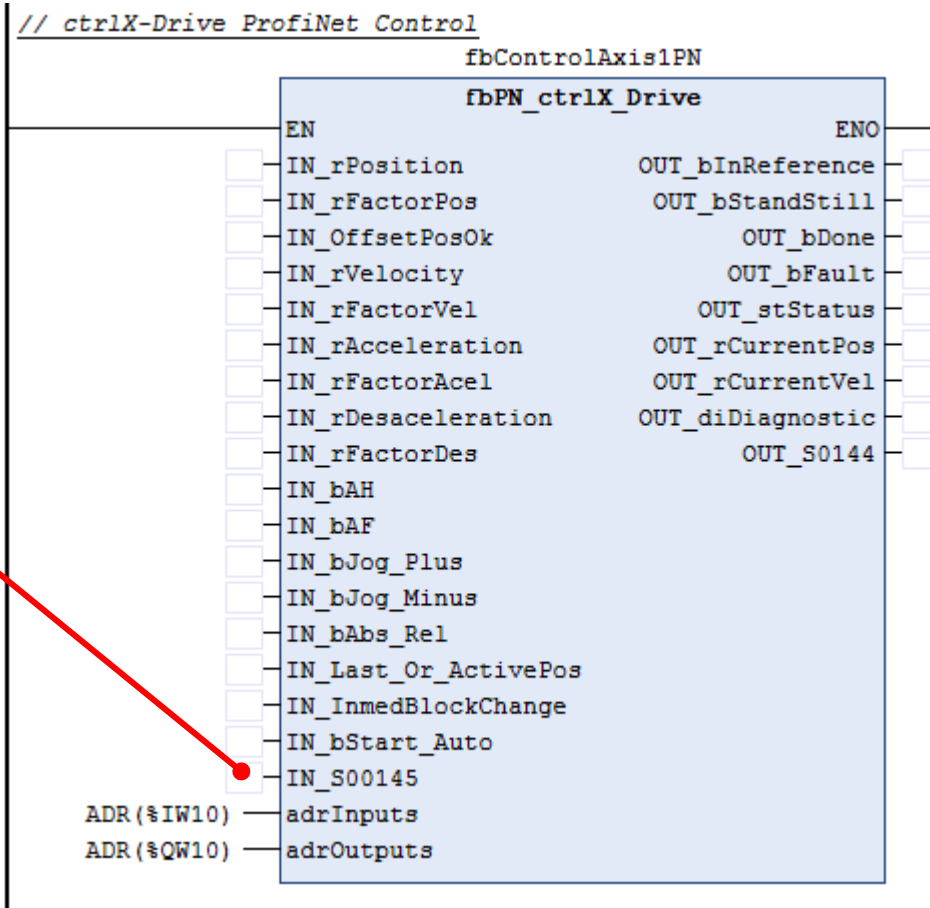 // ctrlX-Drive ProfiNet Control
fbControlAxis1PN
fbPN_ctrlX_Drive
EN ENO
IN_rPosition OUT_bInReference
IN_rFactorPos OUT_bStandStill
IN_OffsetPosOk OUT_bDone
IN_rVelocity OUT_bFault
IN_rFactorVel OUT_stStatus
IN_rAcceleration OUT_rCurrentPos
IN_rFactorAcel OUT_rCurrentVel
IN_rDesaceleration OUT_diDiagnostic
IN_rFactorDes OUT_S0144
IN_bAH
IN_bAF
IN_bJog_Plus
IN_bJog_Minus
IN_bAbs_Rel
IN_Last_Or_ActivePos
IN_InmedBlockChange
IN_bStart_Auto
IN_S00145
ADR(%IW10) adrInputs
ADR(%QW10) adrOutputs